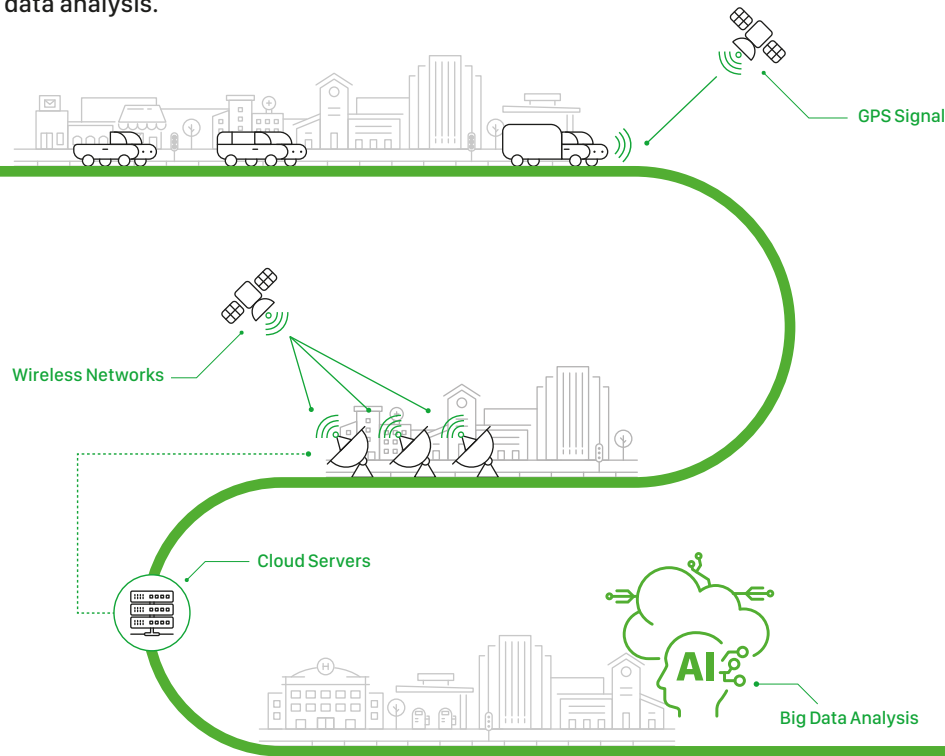 data analysis.
GPS Signal
Wireless Networks
Cloud Servers
H
AI
Big Data Analysis